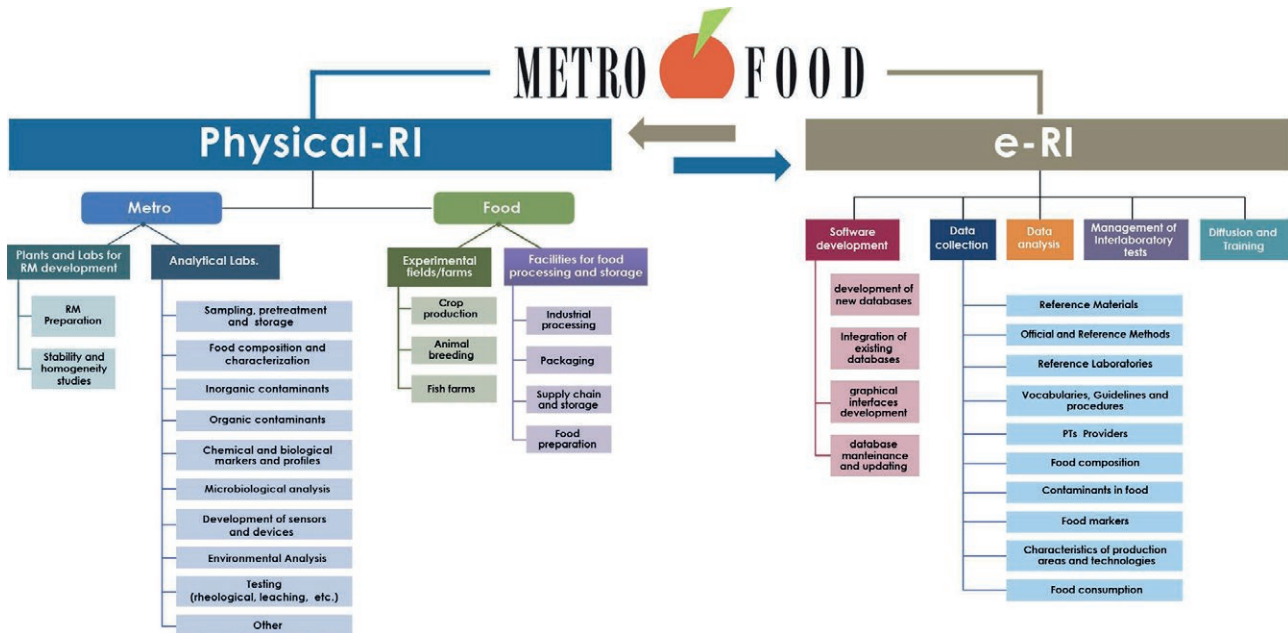 METRO FOOD
Physical-RI
e-RI
Metro
Food
Plants and Labs for
RM development
RM
Preparation
Stability and
homogeneity
studies
Analytical Labs.
Sampling, pretreatment
and storage
Food composition and
characterization
Inorganic contaminants
Organic contaminants
Chemical and biological
markers and profiles
Microbiological analysis
Development of sensors
and devices
Environmental Analysis
Testing
(rheological, leaching, etc.)
Other
Experimental
fields/farms
Crop
production
Animal
breeding
Fish farms
Facilities for food
processing and storage
Industrial
processing
Packaging
Supply chain
and storage
Food
preparation
Software
development
development of
new databases
Integration of
existing
databases
graphical
interfaces
development
database
manteinance
and updating
Data
collection
Reference Materials
Official and Reference Methods
Reference Laboratories
Vocabularies, Guidelines and
procedures
PTs Providers
Food composition
Contaminants in food
Food markers
Characteristics of production
areas and technologies
Food consumption
Data
analysis
Management of
Interlaboratory
tests
Diffusion and
Training